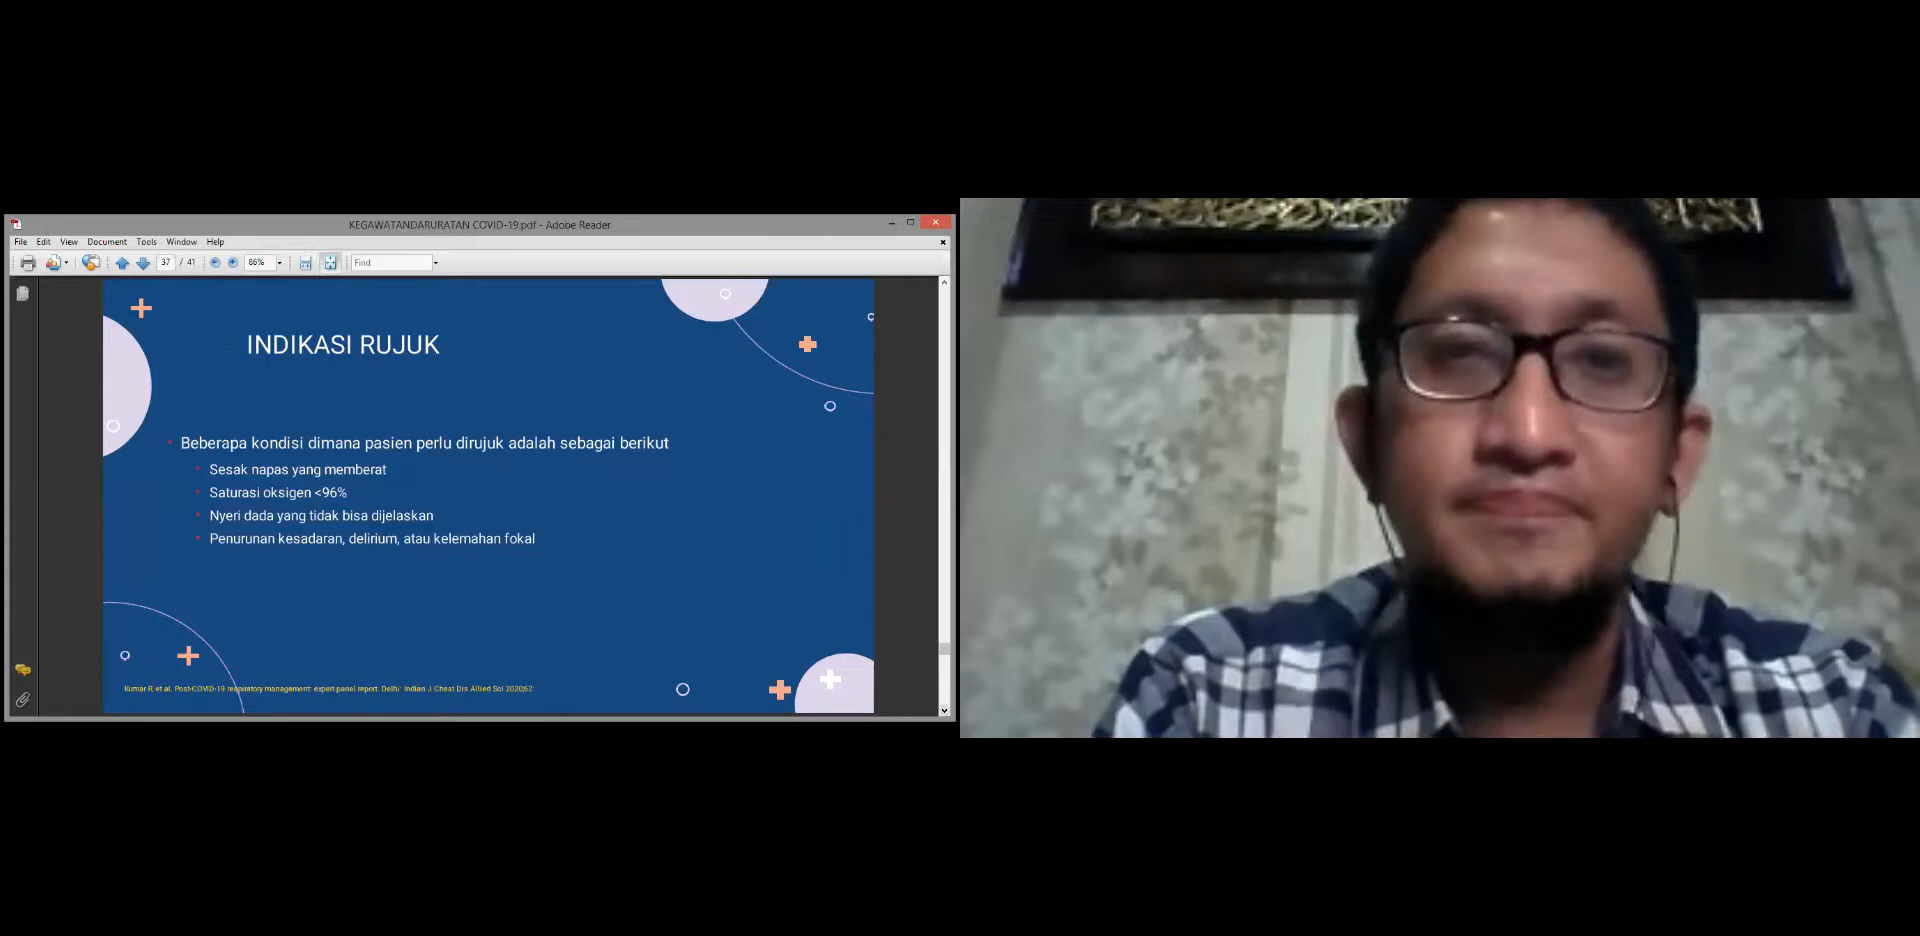 KEGAWATANDARURATAN COVID-19.pdf - Adobe Reader
File Edit View Document Tools Window Help
37 / 41 86% Find
INDIKASI RUJUK
Beberapa kondisi dimana pasien perlu dirujuk adalah sebagai berikut
Sesak napas yang memberat
Saturasi oksigen <96%
Nyeri dada yang tidak bisa dijelaskan
Penurunan kesadaran, delirium, atau kelemahan fokal
Kumar R, et al. Post-COVID-19 respiratory management: expert panel report. Delhi: Indian J Chest Dis Allied Sci 2020;62: